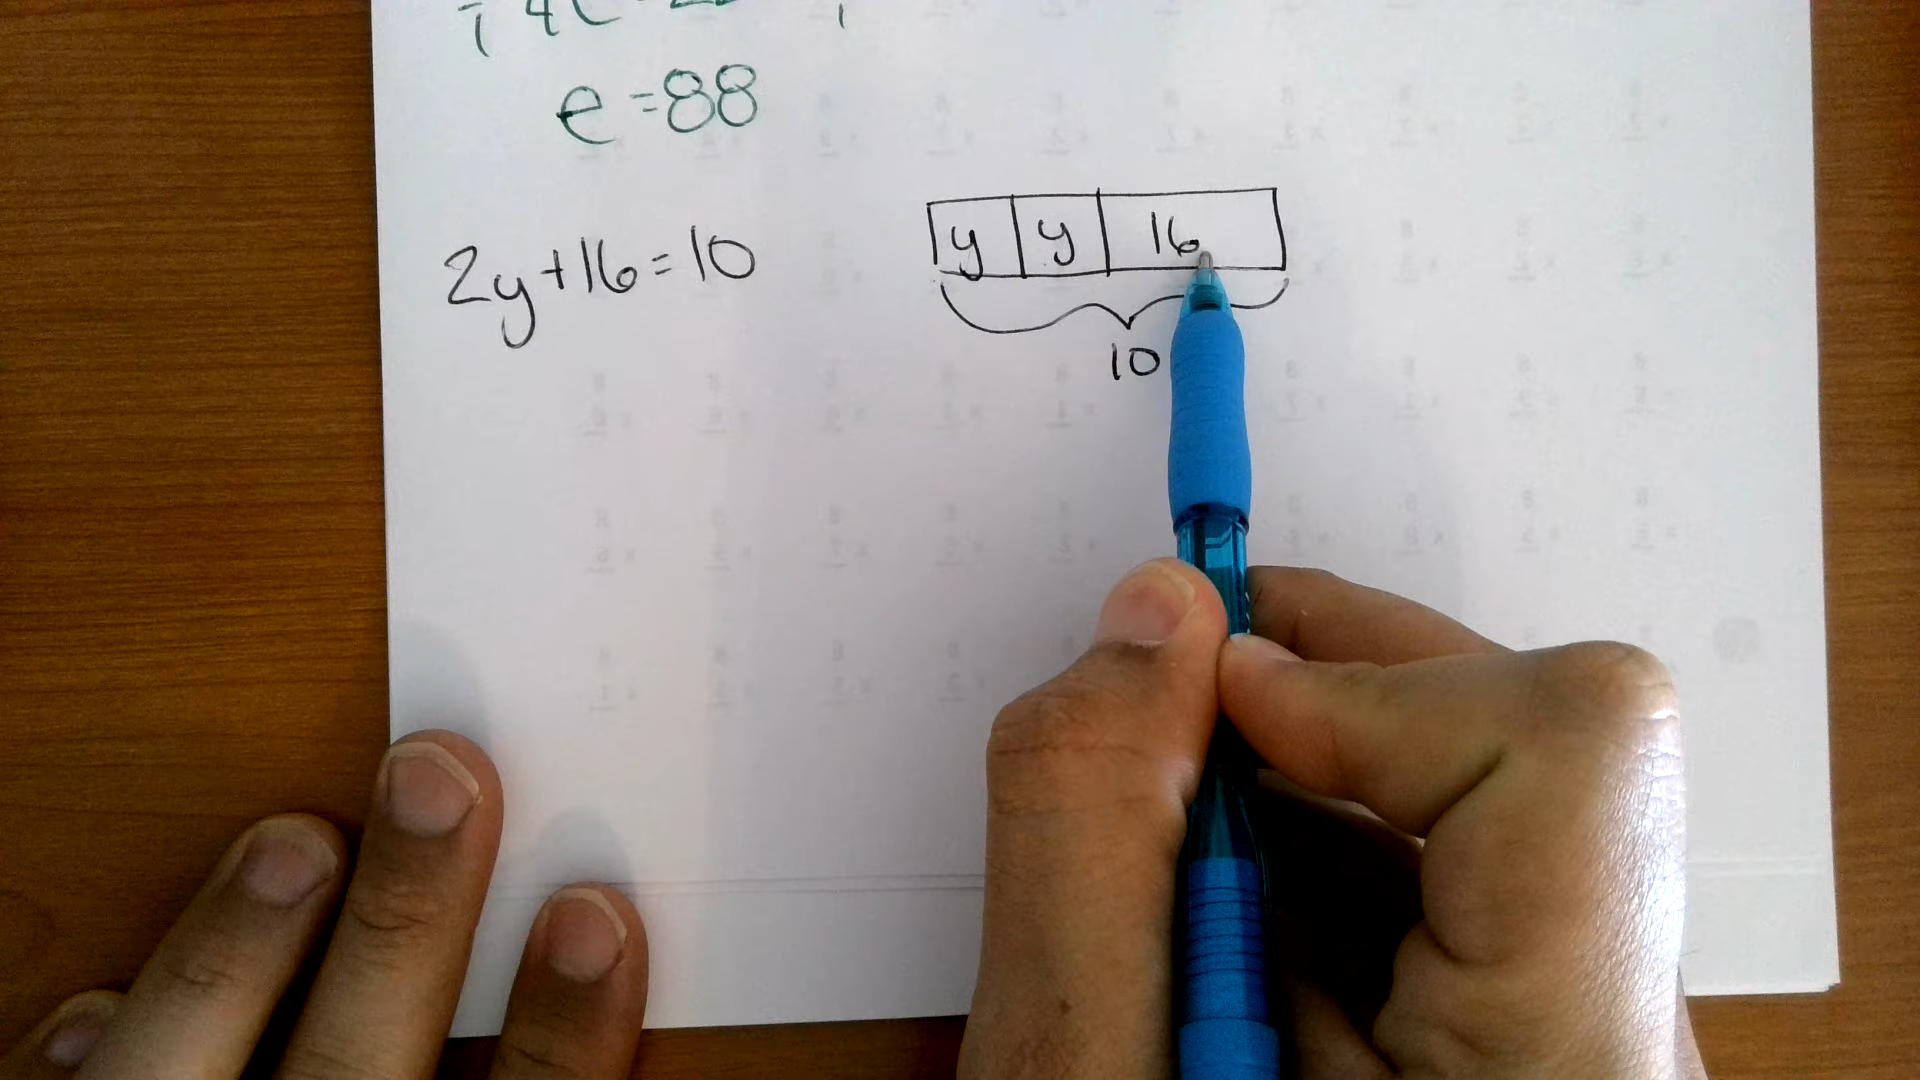 e = 88
2y + 16 = 10
y y 16
10